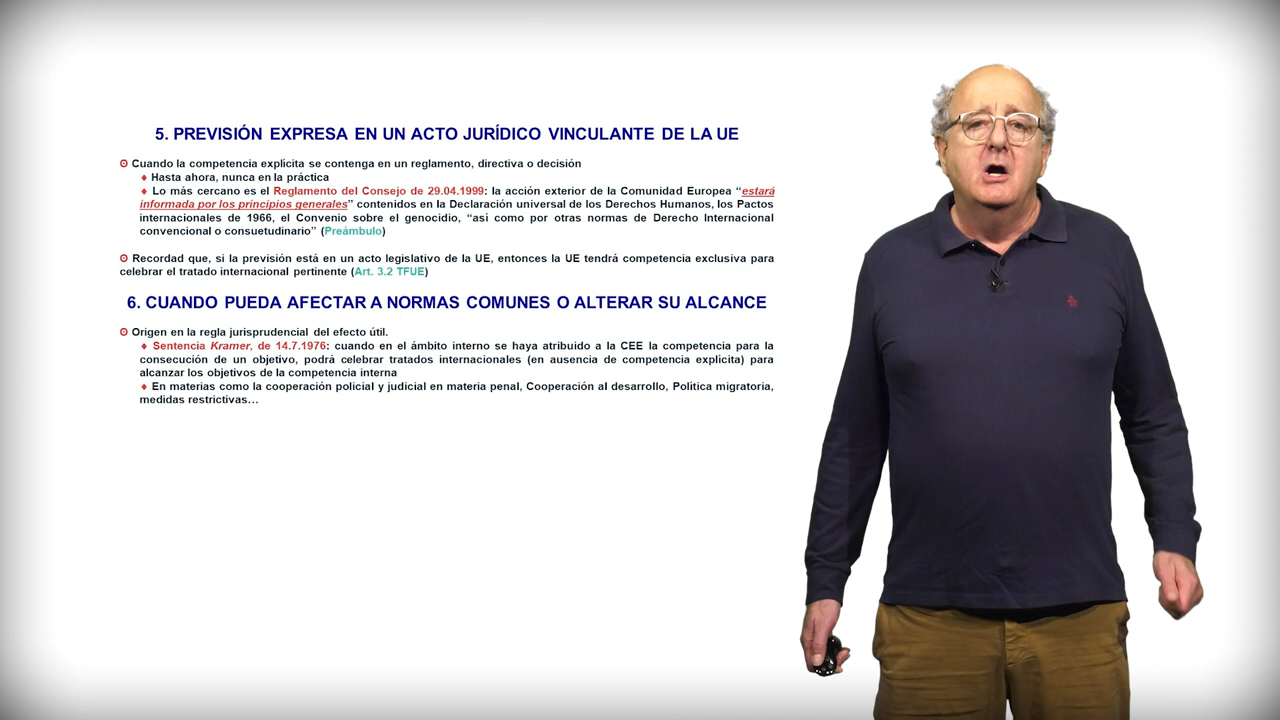 5. PREVISIÓN EXPRESA EN UN ACTO JURÍDICO VINCULANTE DE LA UE
ʘ Cuando la competencia explícita se contenga en un reglamento, directiva o decisión
♦ Hasta ahora, nunca en la práctica
♦ Lo más cercano es el Reglamento del Consejo de 29.04.1999: la acción exterior de la Comunidad Europea “estará
informada por los principios generales” contenidos en la Declaración universal de los Derechos Humanos, los Pactos
internacionales de 1966, el Convenio sobre el genocidio, “así como por otras normas de Derecho Internacional
convencional o consuetudinario” (Preámbulo)
ʘ Recordad que, si la previsión está en un acto legislativo de la UE, entonces la UE tendrá competencia exclusiva para
celebrar el tratado internacional pertinente (Art. 3.2 TFUE)
6. CUANDO PUEDA AFECTAR A NORMAS COMUNES O ALTERAR SU ALCANCE
ʘ Origen en la regla jurisprudencial del efecto útil.
♦ Sentencia Kramer, de 14.7.1976: cuando en el ámbito interno se haya atribuido a la CEE la competencia para la
consecución de un objetivo, podrá celebrar tratados internacionales (en ausencia de competencia explícita) para
alcanzar los objetivos de la competencia interna
♦ En materias como la cooperación policial y judicial en materia penal, Cooperación al desarrollo, Política migratoria,
medidas restrictivas…